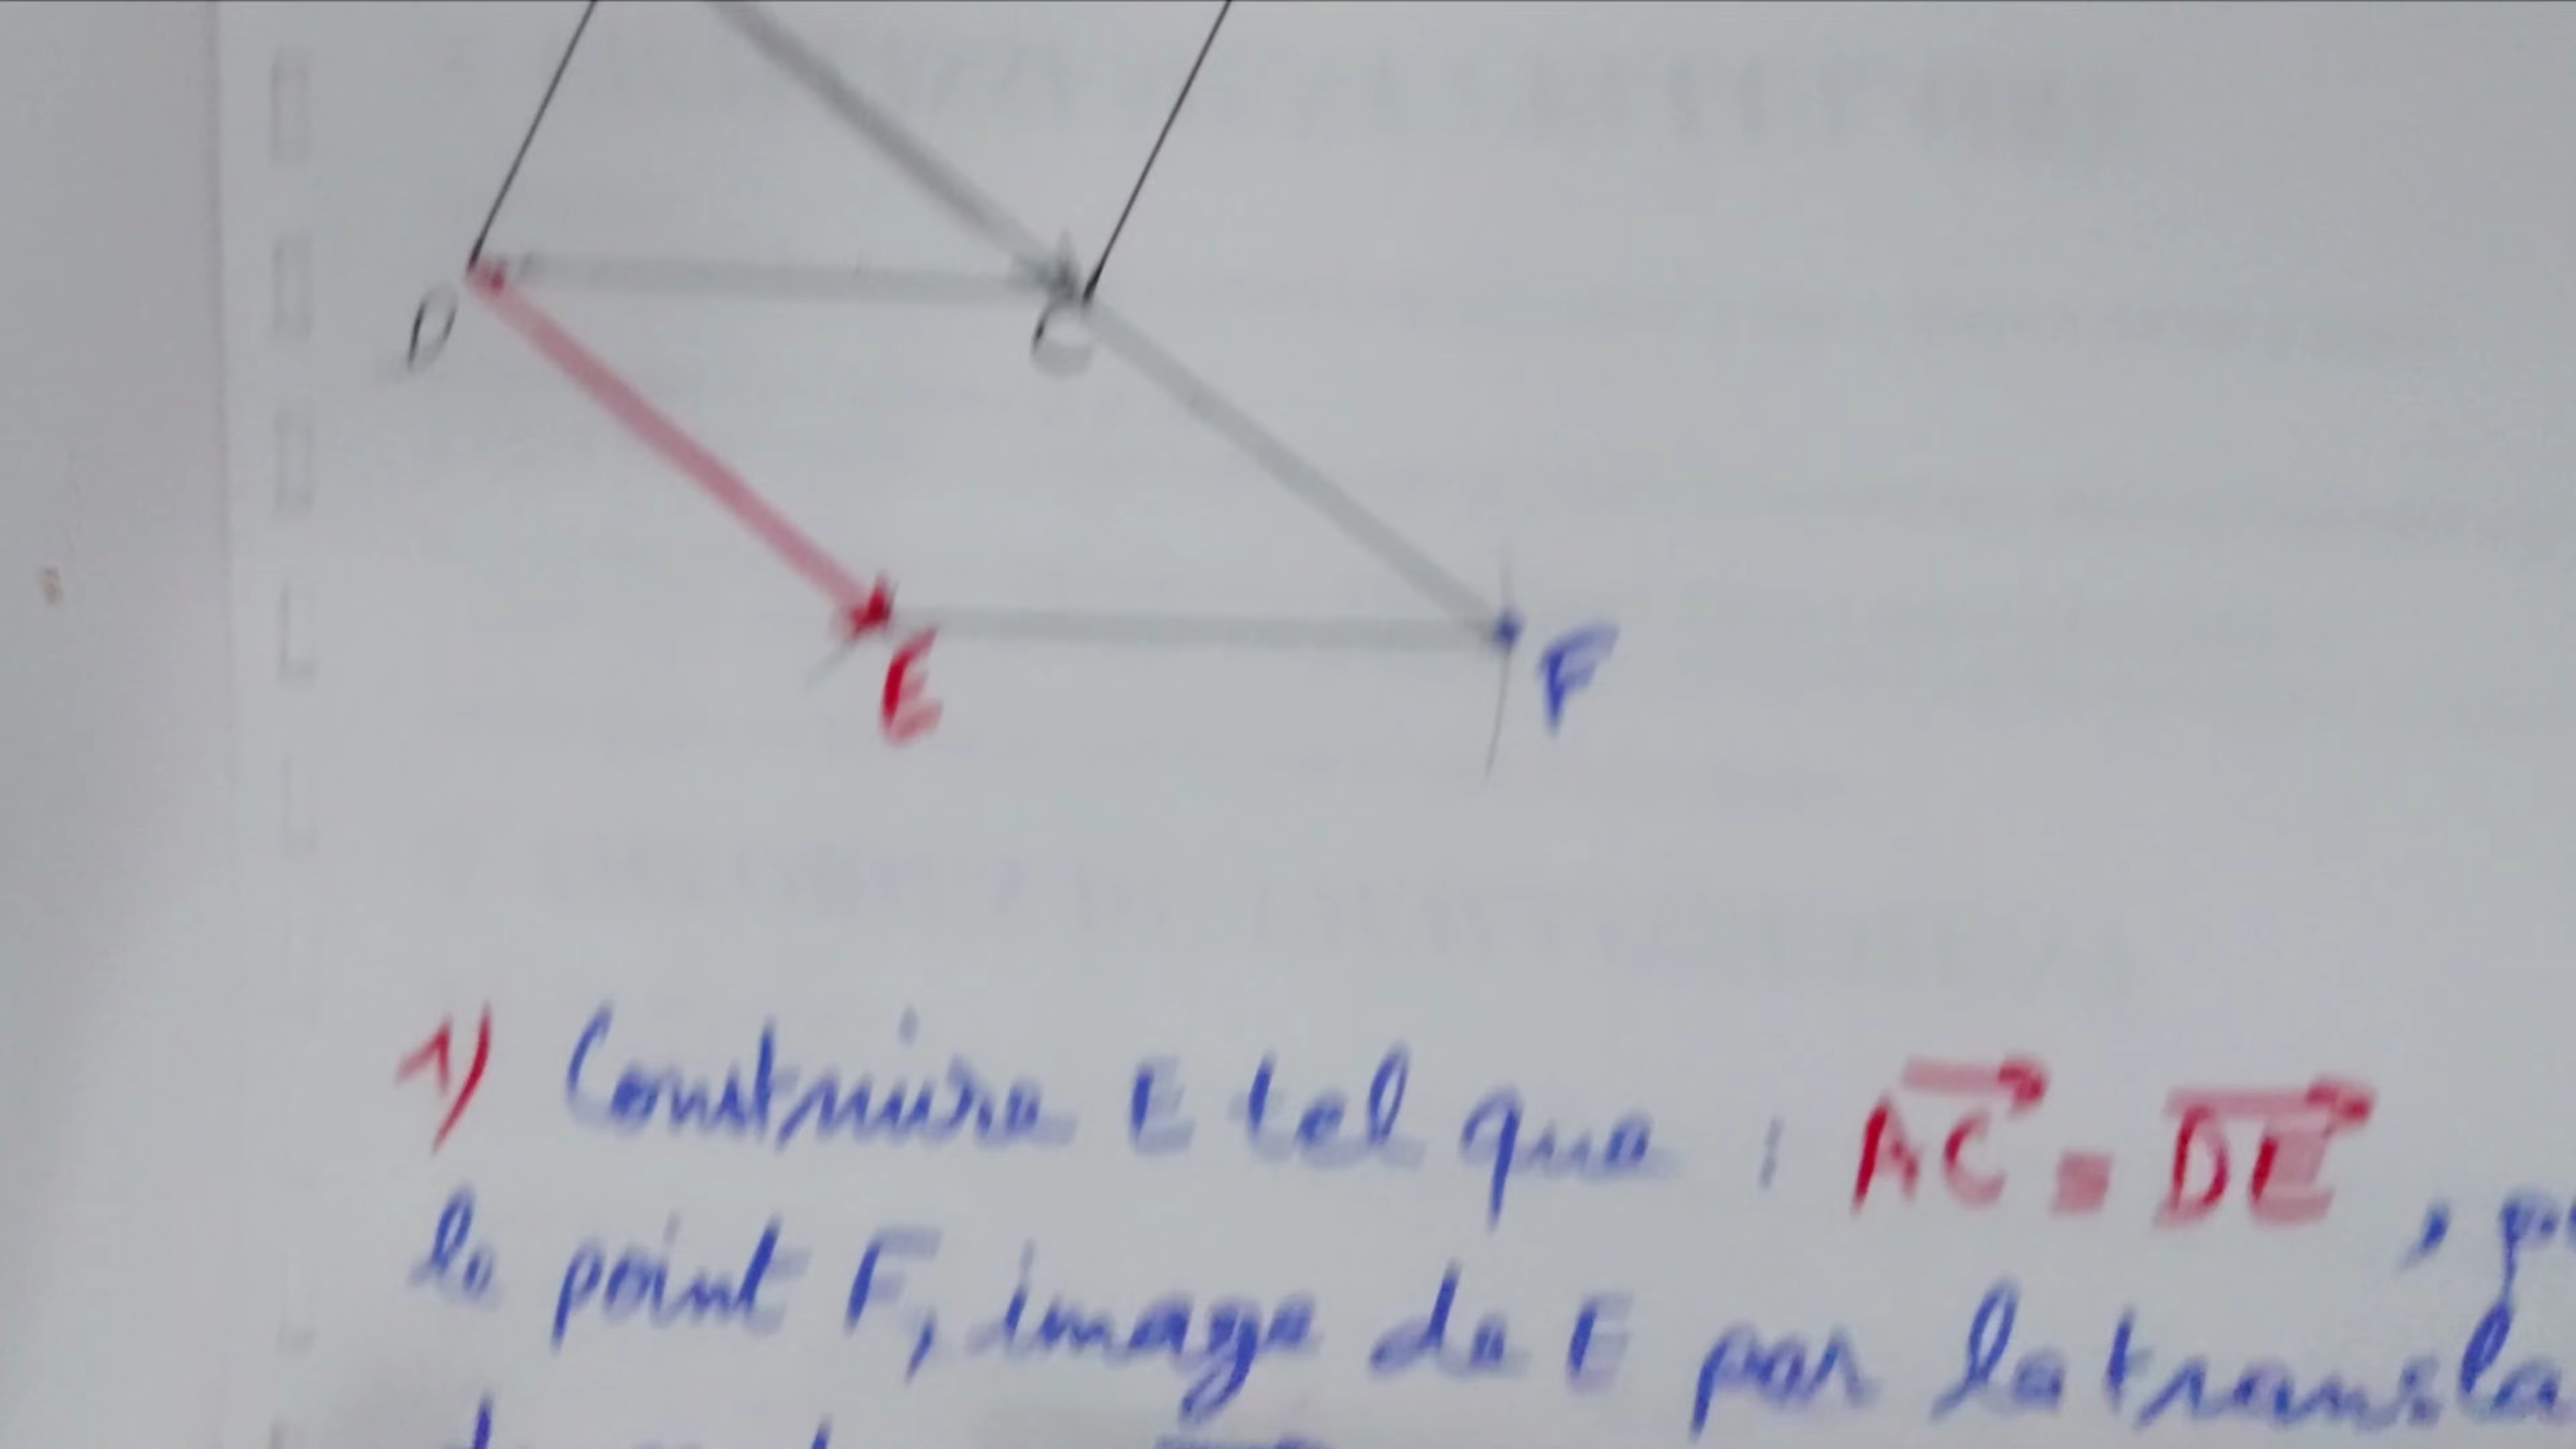 D
C
E
F
1) Construire E tel que : AC = DE ,
le point F, image de E par la transla